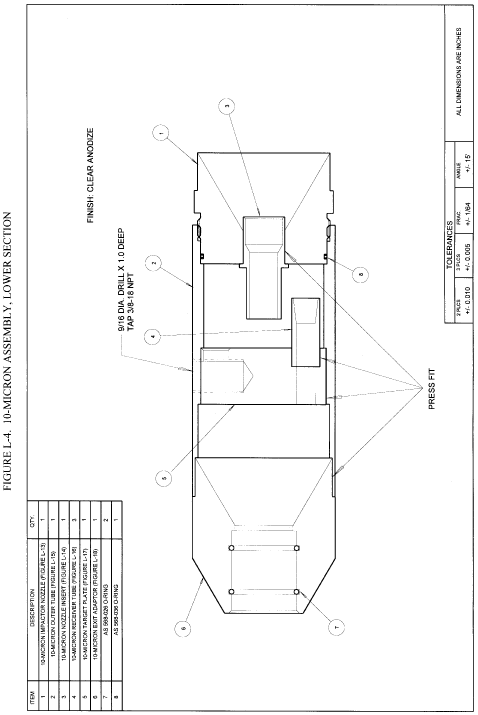 FIGURE L-4. 10-MICRON ASSEMBLY, LOWER SECTION
FINISH: CLEAR ANODIZE
9/16 DIA. DRILL X 1.0 DEEP
TAP 3/8-18 NPT
PRESS FIT
1
2
3
4
5
6
7
8
ITEM DESCRIPTION QTY.
1 10-MICRON IMPACTOR NOZZLE (FIGURE L-13) 1
2 10-MICRON OUTER TUBE (FIGURE L-15) 1
3 10-MICRON NOZZLE INSERT (FIGURE L-14) 1
4 10-MICRON RECEIVER TUBE (FIGURE L-16) 3
5 10-MICRON TARGET PLATE (FIGURE L-17) 1
6 10-MICRON EXIT ADAPTOR (FIGURE L-18) 1
7 AS 568-026 O-RING 2
8 AS 568-036 O-RING 1
TOLERANCES
2 PLCS 3 PLCS FRAC ANGLE
+/- 0.010 +/- 0.005 +/- 1/64 +/- 15'
ALL DIMENSIONS ARE INCHES